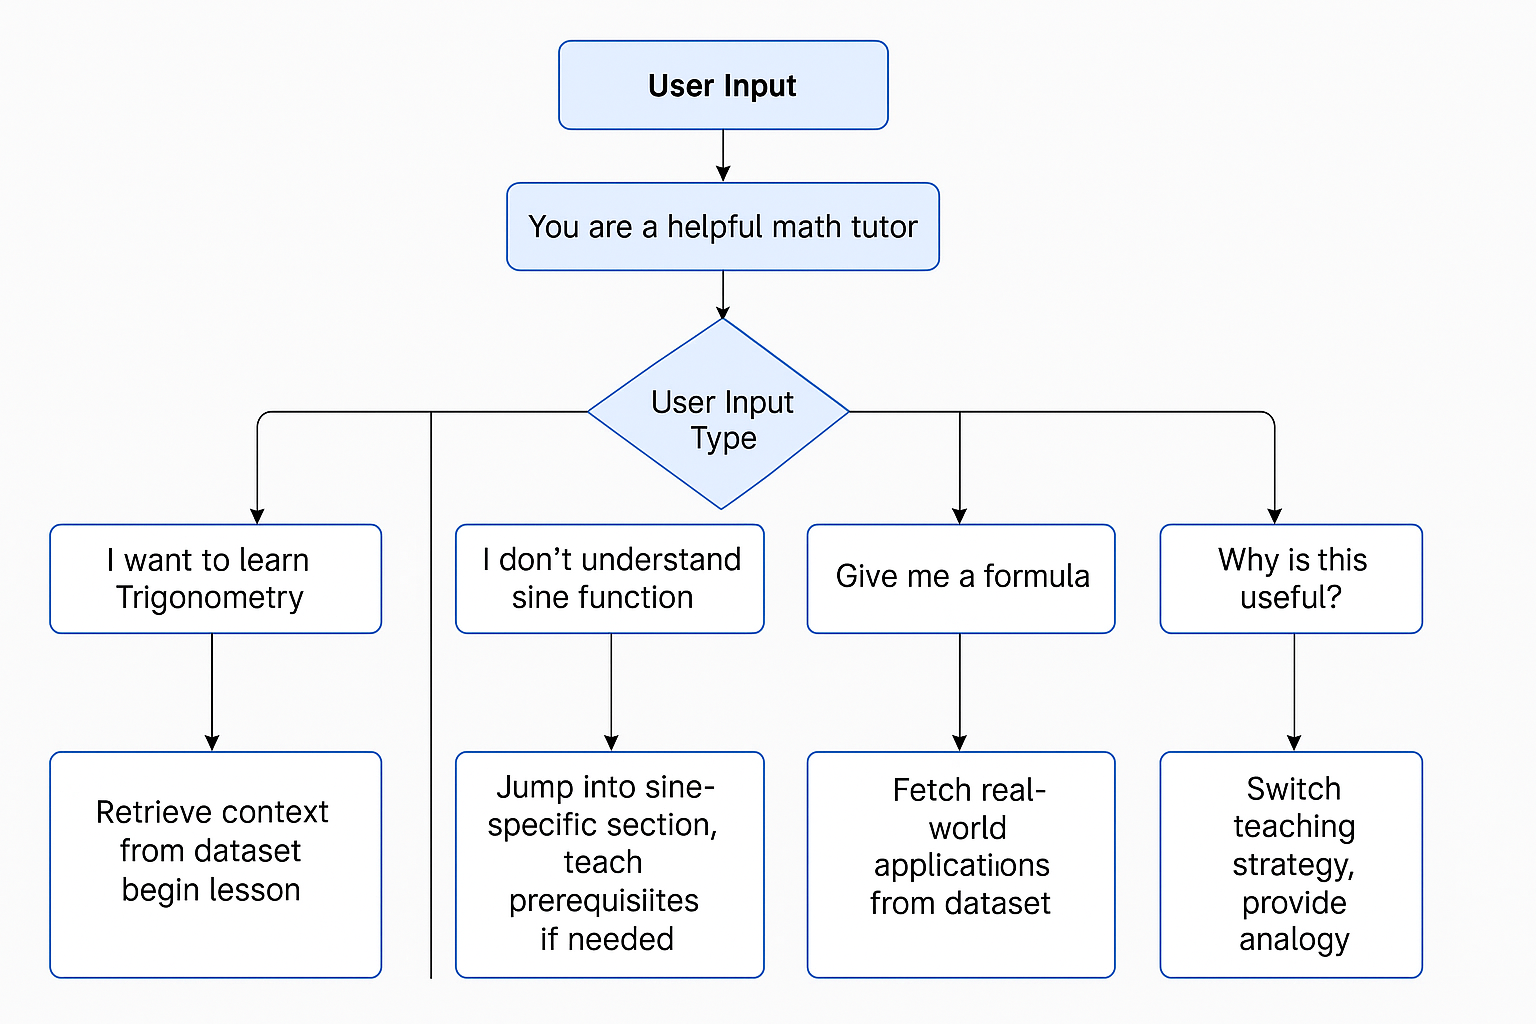 User Input
You are a helpful math tutor
User Input
Type
I want to learn
Trigonometry
I don’t understand
sine function
Give me a formula
Why is this
useful?
Retrieve context
from dataset
begin lesson
Jump into sine-
specific section,
teach
prerequisiites
if needed
Fetch real-
world
applicatiıons
from dataset
Switch
teaching
strategy,
provide
analogy